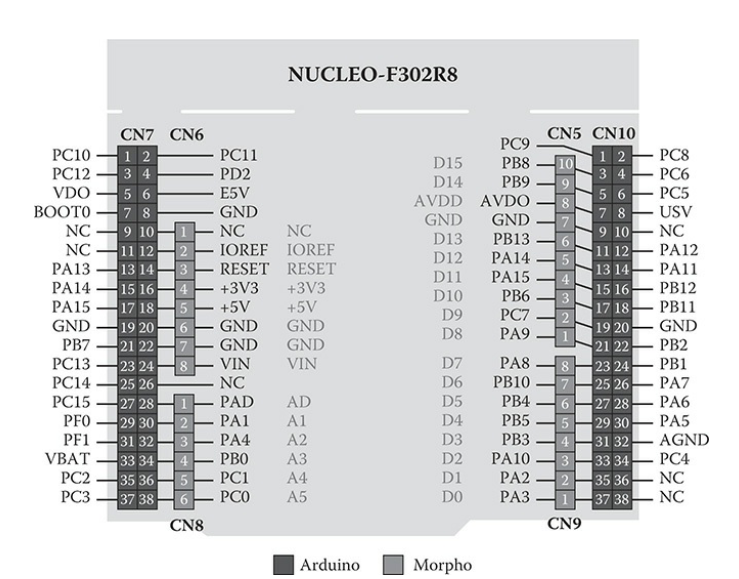 NUCLEO-F302R8
CN7 CN6 CN5 CN10
PC9
PC10 1 2 PC11 D15 PB8 10 1 2 PC8
PC12 3 4 PD2 D14 PB9 9 3 4 PC6
VDO 5 6 E5V AVDD AVDO 8 5 6 PC5
BOOT0 7 8 GND GND GND 7 7 8 USV
NC 9 10 1 NC NC D13 PB13 6 9 10 NC
NC 11 12 2 IOREF IOREF D12 PA14 5 11 12 PA12
PA13 13 14 3 RESET RESET D11 PA15 4 13 14 PA11
PA14 15 16 4 +3V3 +3V3 D10 PB6 3 15 16 PB12
PA15 17 18 5 +5V +5V D9 PC7 2 17 18 PB11
GND 19 20 6 GND GND D8 PA9 1 19 20 GND
PB7 21 22 7 GND GND 21 22 PB2
PC13 23 24 8 VIN VIN D7 PA8 8 23 24 PB1
PC14 25 26 NC D6 PB10 7 25 26 PA7
PC15 27 28 1 PAD AD D5 PB4 6 27 28 PA6
PF0 29 30 2 PA1 A1 D4 PB5 5 29 30 PA5
PF1 31 32 3 PA4 A2 D3 PB3 4 31 32 AGND
VBAT 33 34 4 PB0 A3 D2 PA10 3 33 34 PC4
PC2 35 36 5 PC1 A4 D1 PA2 2 35 36 NC
PC3 37 38 6 PC0 A5 D0 PA3 1 37 38 NC
CN8 CN9
Arduino Morpho